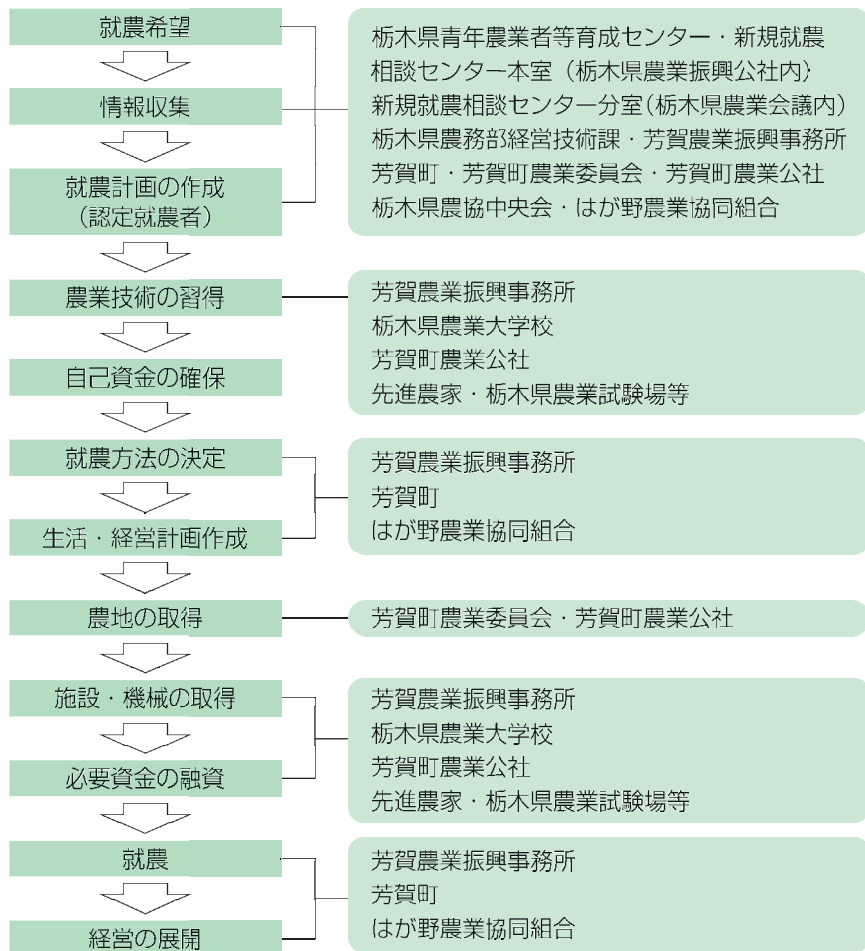 就農希望
情報収集
就農計画の作成
（認定就農者）
栃木県青年農業者等育成センター・新規就農
相談センター本室（栃木県農業振興公社内）
新規就農相談センター分室（栃木県農業会議内）
栃木県農務部経営技術課・芳賀農業振興事務所
芳賀町・芳賀町農業委員会・芳賀町農業公社
栃木県農協中央会・はが野農業協同組合
農業技術の習得
自己資金の確保
芳賀農業振興事務所
栃木県農業大学校
芳賀町農業公社
先進農家・栃木県農業試験場等
就農方法の決定
生活・経営計画作成
芳賀農業振興事務所
芳賀町
はが野農業協同組合
農地の取得
芳賀町農業委員会・芳賀町農業公社
施設・機械の取得
必要資金の融資
芳賀農業振興事務所
栃木県農業大学校
芳賀町農業公社
先進農家・栃木県農業試験場等
就農
経営の展開
芳賀農業振興事務所
芳賀町
はが野農業協同組合